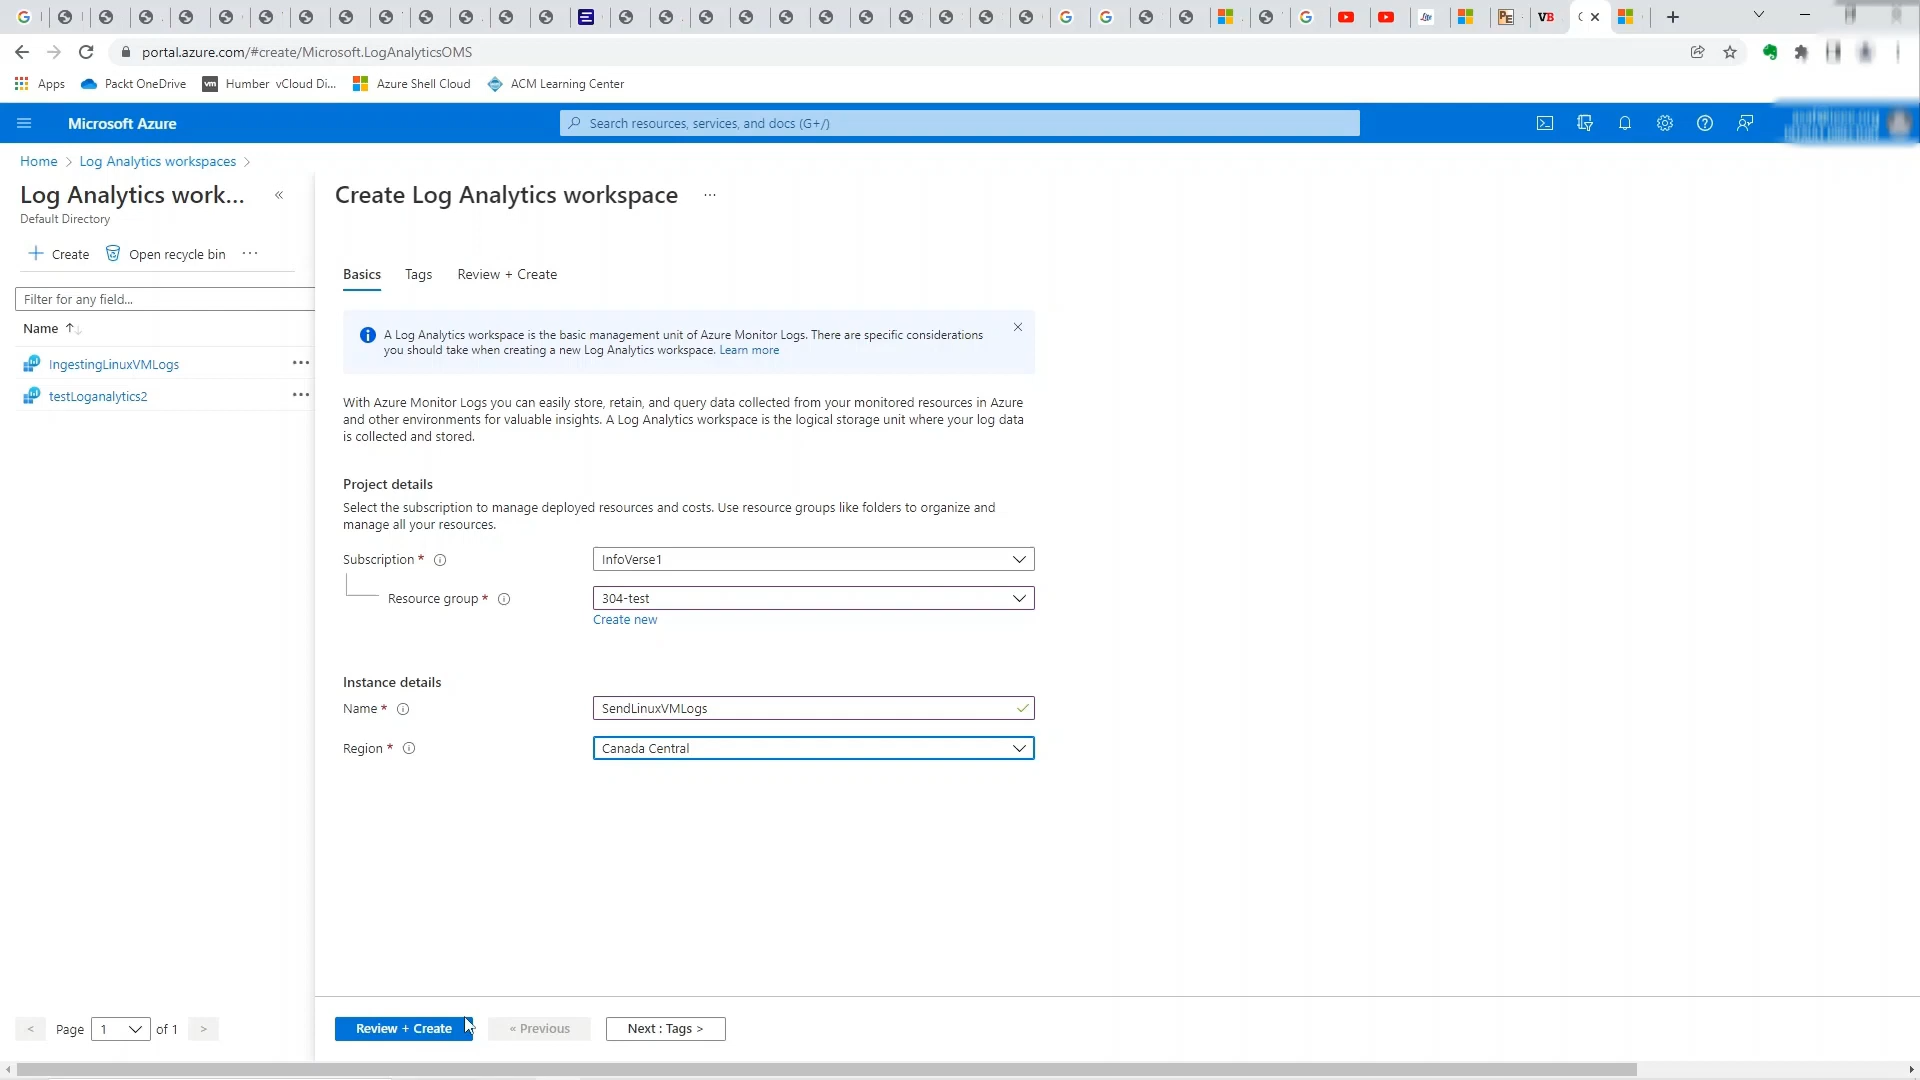 portal.azure.com/#create/Microsoft.LogAnalyticsOMS
Apps
Packt OneDrive
Humber vCloud Di...
Azure Shell Cloud
ACM Learning Center
Microsoft Azure
Search resources, services, and docs (G+/)
Home > Log Analytics workspaces >
Log Analytics work...
Default Directory
Create
Open recycle bin
Filter for any field...
Name
IngestingLinuxVMLogs
testLoganalytics2
< Page 1 of 1 >
Create Log Analytics workspace
Basics
Tags
Review + Create
A Log Analytics workspace is the basic management unit of Azure Monitor Logs. There are specific considerations
you should take when creating a new Log Analytics workspace. Learn more
With Azure Monitor Logs you can easily store, retain, and query data collected from your monitored resources in Azure
and other environments for valuable insights. A Log Analytics workspace is the logical storage unit where your log data
is collected and stored.
Project details
Select the subscription to manage deployed resources and costs. Use resource groups like folders to organize and
manage all your resources.
Subscription *
InfoVerse1
Resource group *
304-test
Create new
Instance details
Name *
SendLinuxVMLogs
Region *
Canada Central
Review + Create
« Previous
Next : Tags >